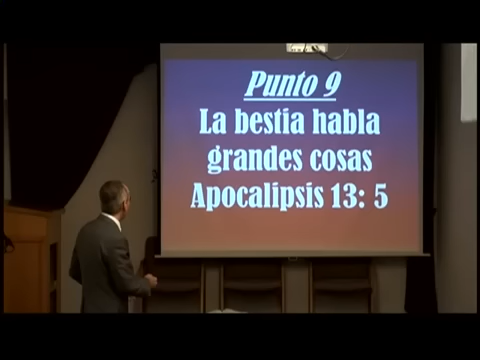 Punto 9
La bestia habla
grandes cosas
Apocalipsis 13: 5